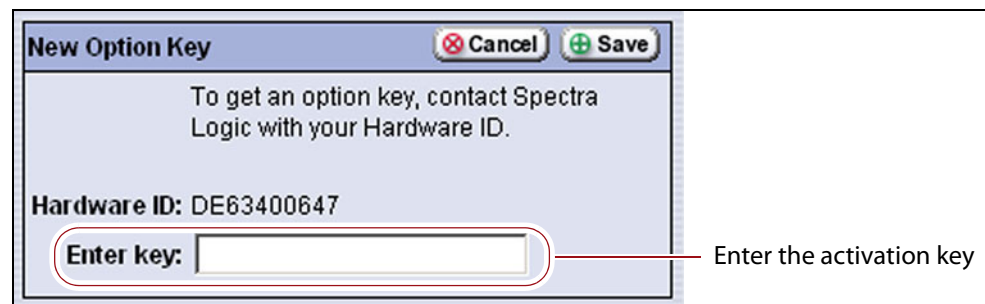 New Option Key Cancel Save
To get an option key, contact Spectra
Logic with your Hardware ID.
Hardware ID: DE63400647
Enter key: Enter the activation key